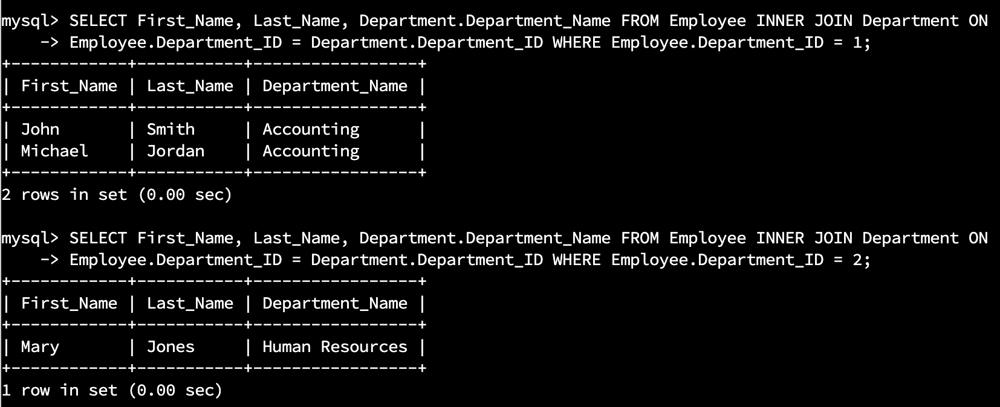 mysql> SELECT First_Name, Last_Name, Department.Department_Name FROM Employee INNER JOIN Department ON
    -> Employee.Department_ID = Department.Department_ID WHERE Employee.Department_ID = 1;
+------------+-----------+-----------------+
| First_Name | Last_Name | Department_Name |
+------------+-----------+-----------------+
| John       | Smith     | Accounting      |
| Michael    | Jordan    | Accounting      |
+------------+-----------+-----------------+
2 rows in set (0.00 sec)

mysql> SELECT First_Name, Last_Name, Department.Department_Name FROM Employee INNER JOIN Department ON
    -> Employee.Department_ID = Department.Department_ID WHERE Employee.Department_ID = 2;
+------------+-----------+-----------------+
| First_Name | Last_Name | Department_Name |
+------------+-----------+-----------------+
| Mary       | Jones     | Human Resources |
+------------+-----------+-----------------+
1 row in set (0.00 sec)